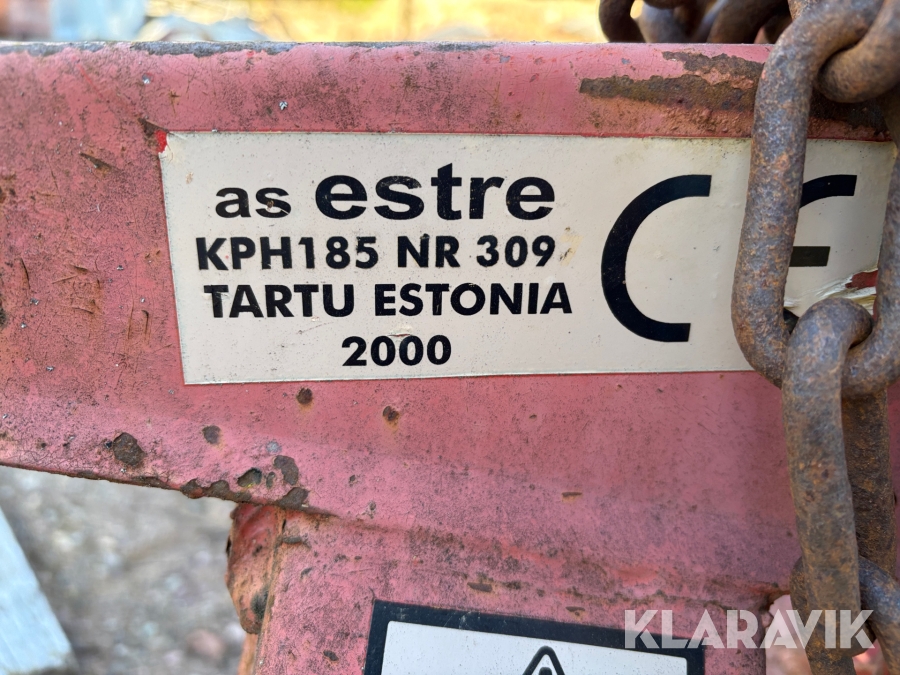 as estre
KPH185 NR 309
TARTU ESTONIA
2000
CE
KLARAVIK